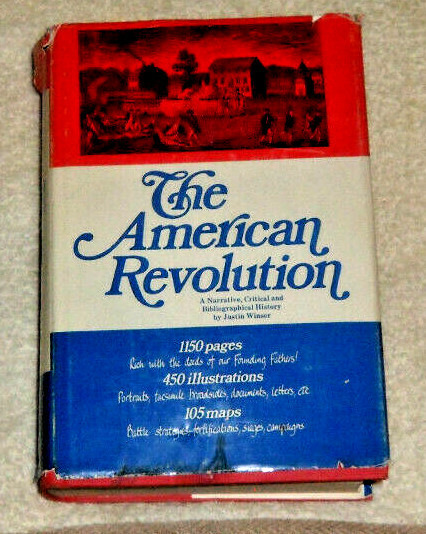 The
American
Revolution
A Narrative, Critical and
Bibliographical History
by Justin Winsor
1150 pages
Rich with the deeds of our Founding Fathers!
450 illustrations
Portraits, facsimile broadsides, documents, letters, etc
105 maps
Battle strategies, fortifications, sieges, campaigns